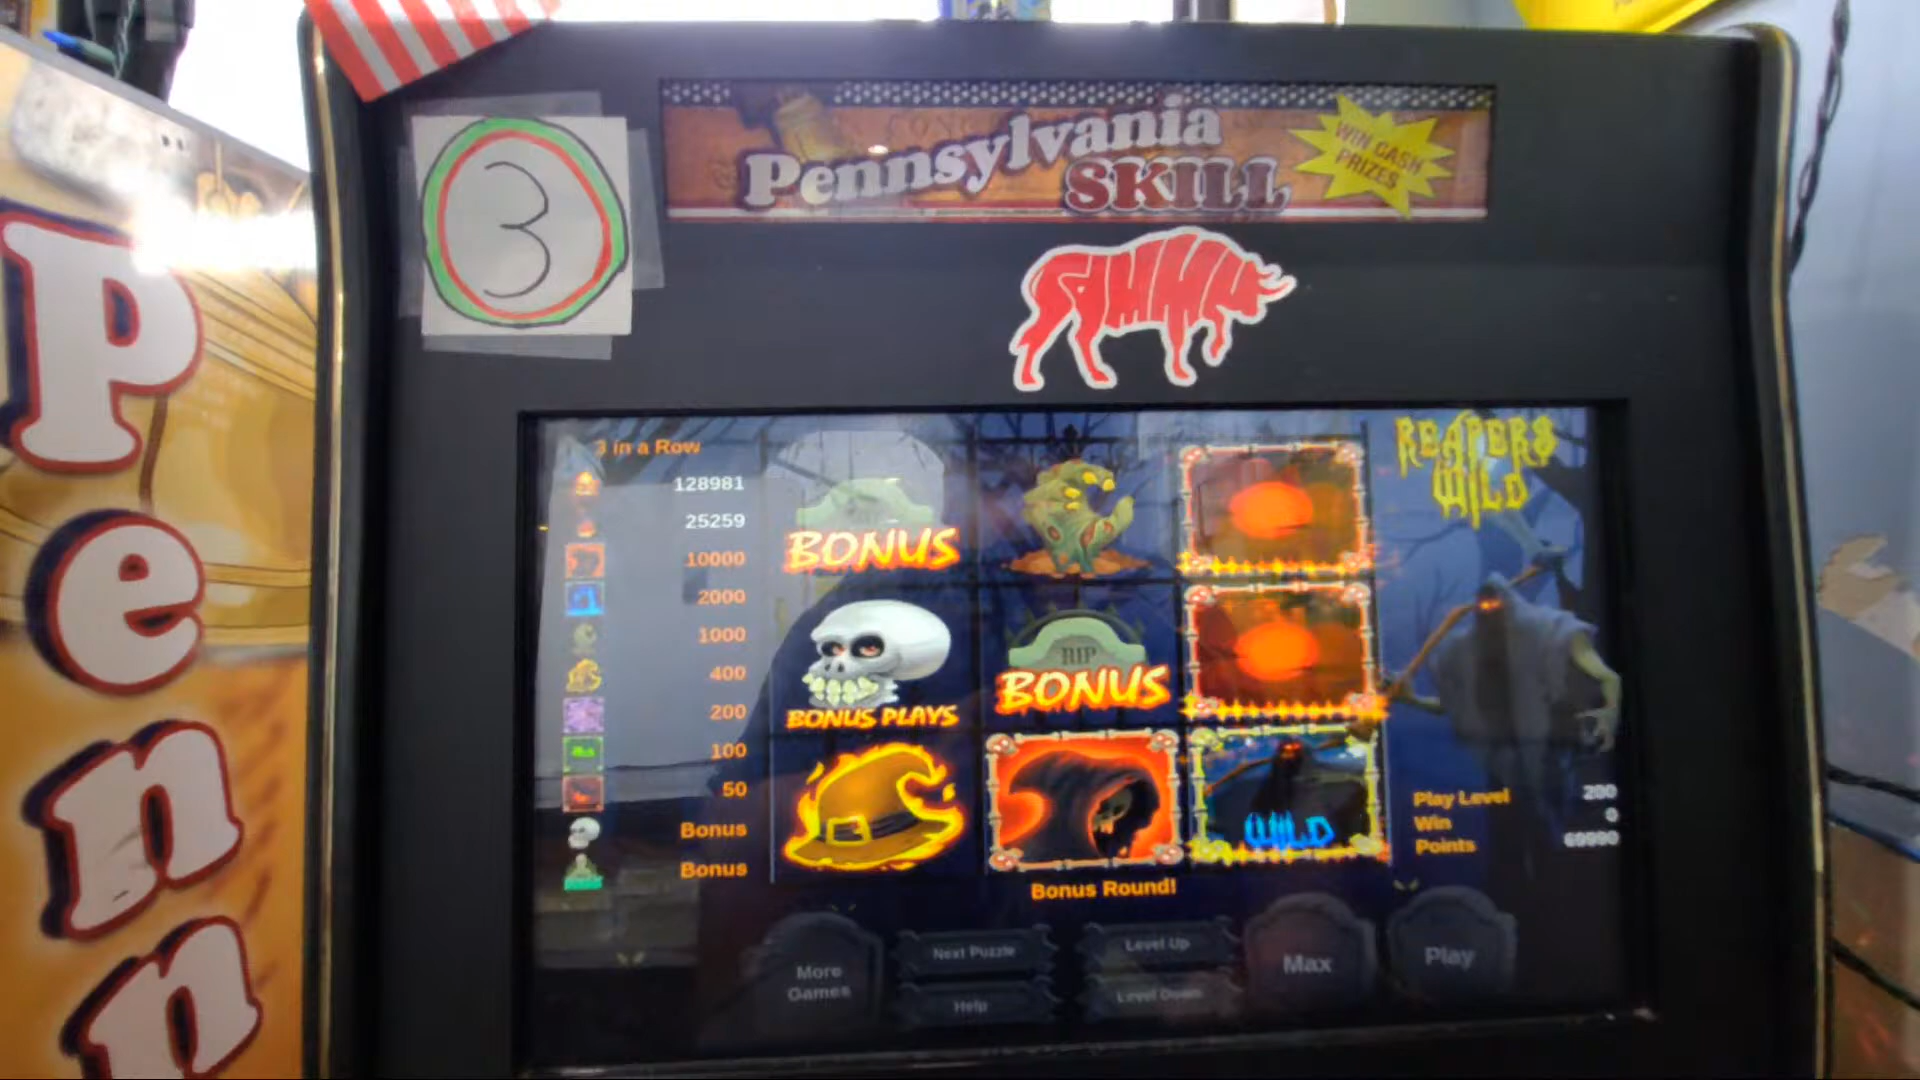 Penn
3
Pennsylvania
SKILL
WIN CASH
PRIZES
REAPERS
WILD
3 in a Row
128981
25259
10000
2000
1000
400
200
100
50
Bonus
Bonus
BONUS
BONUS PLAYS
RIP
BONUS
WILD
Bonus Round!
Play Level 200
Win 0
Points 69990
More
Games
Next Puzzle
Help
Level Up
Level Down
Max
Play